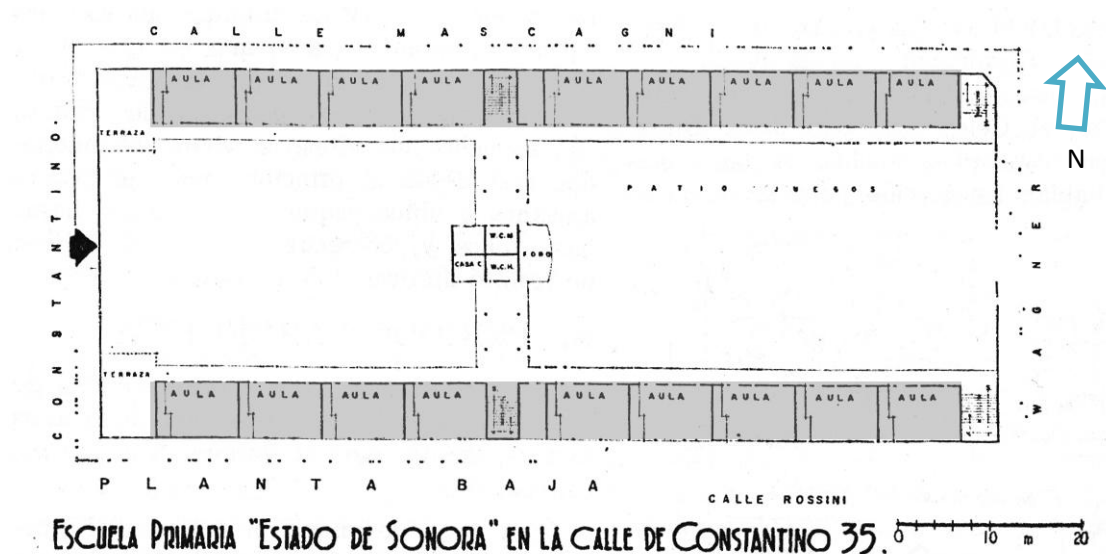 CALLE MASCAGNI
AULA AULA AULA AULA S. AULA AULA AULA AULA AULA
N
TERRAZA
PATIO JUEGOS
CONSTANTINO.
WAGNER
W.C.M
CASA C. FORO
W.C.H.
TERRAZA
AULA AULA AULA AULA S. AULA AULA AULA AULA AULA S.
PLANTA BAJA
CALLE ROSSINI
ESCUELA PRIMARIA "ESTADO DE SONORA" EN LA CALLE DE CONSTANTINO 35.
0 10 m 20